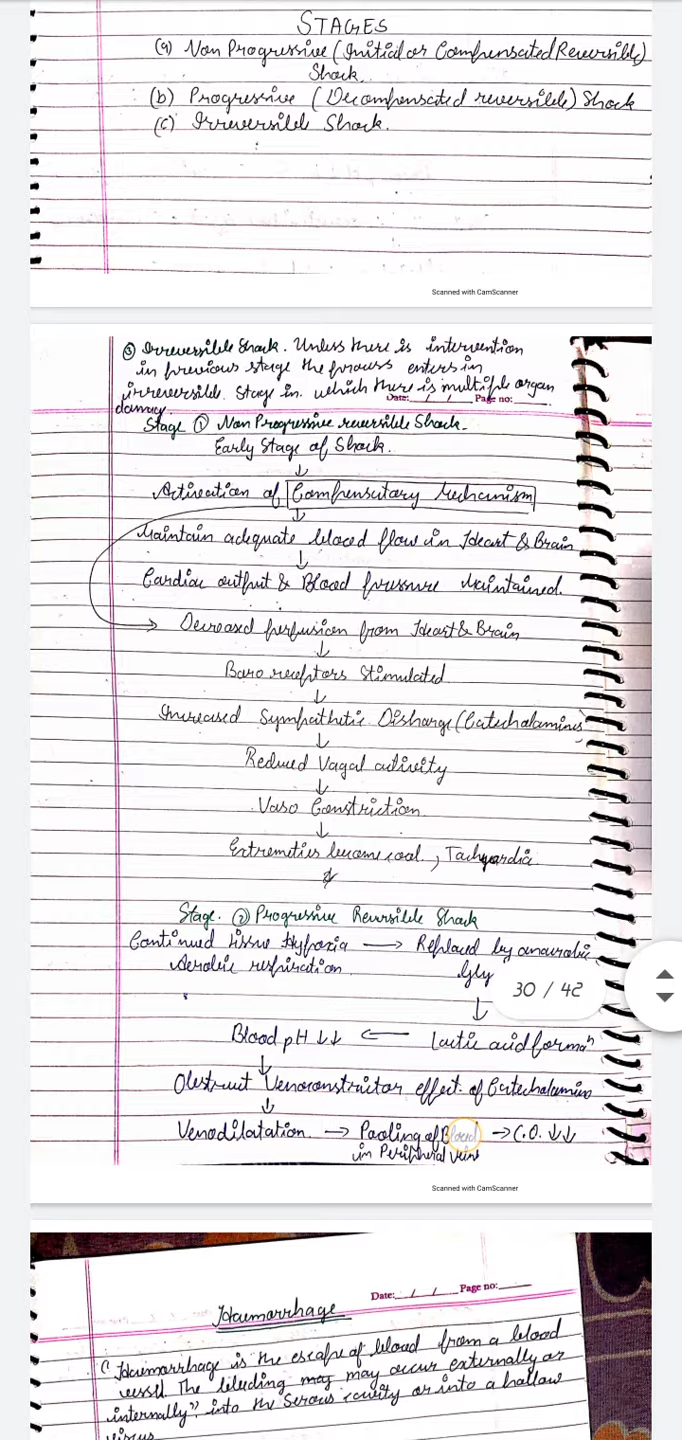 STAGES
(a) Non Progressive (Initial or Compensated Reversible)
Shock.
(b) Progressive (Decompensated reversible) Shock
(c) Irreversible Shock.
Scanned with CamScanner
③ Irreversible Shock. Unless there is intervention
in previous stage the process enters in
irreversible. Stage in. which there is multiple organ
Date: / / Page no:
damage.
Stage ① Non Progressive reversible Shock.
Early Stage of Shock.
↓
Activation of Compensatory Mechanism
↓
Maintain adequate blood flow in Heart & Brain
↓
Cardiac output & Blood pressure Maintained.
→ Decreased perfusion from Heart & Brain
↓
Baro receptors Stimulated
↓
Increased Sympathetic Discharge (Catechalamines
↓
Reduced Vagal activity
↓
Vaso Constriction
↓
Extremities become cool, Tachycardia
Stage. ② Progressive Reversible Shock
Continued tissue Hypoxia → Replaced by anaerobic
Aerobic respiration Gly
30 / 42
↓
Blood pH ↓↓ ← Lactic acid forman
↓
Obstruct Venoconstrictor effect of Catechalamins
↓
Venodilatation → Pooling of Blood → C.O. ↓↓
in Peripheral Veins
Scanned with CamScanner
Date: / / Page no:
Haemorrhage
" Haemorrhage is the escape of blood from a blood
vessel. The bleeding may may occur externally or
internally" into the Serous cavity or into a hollow
viscus